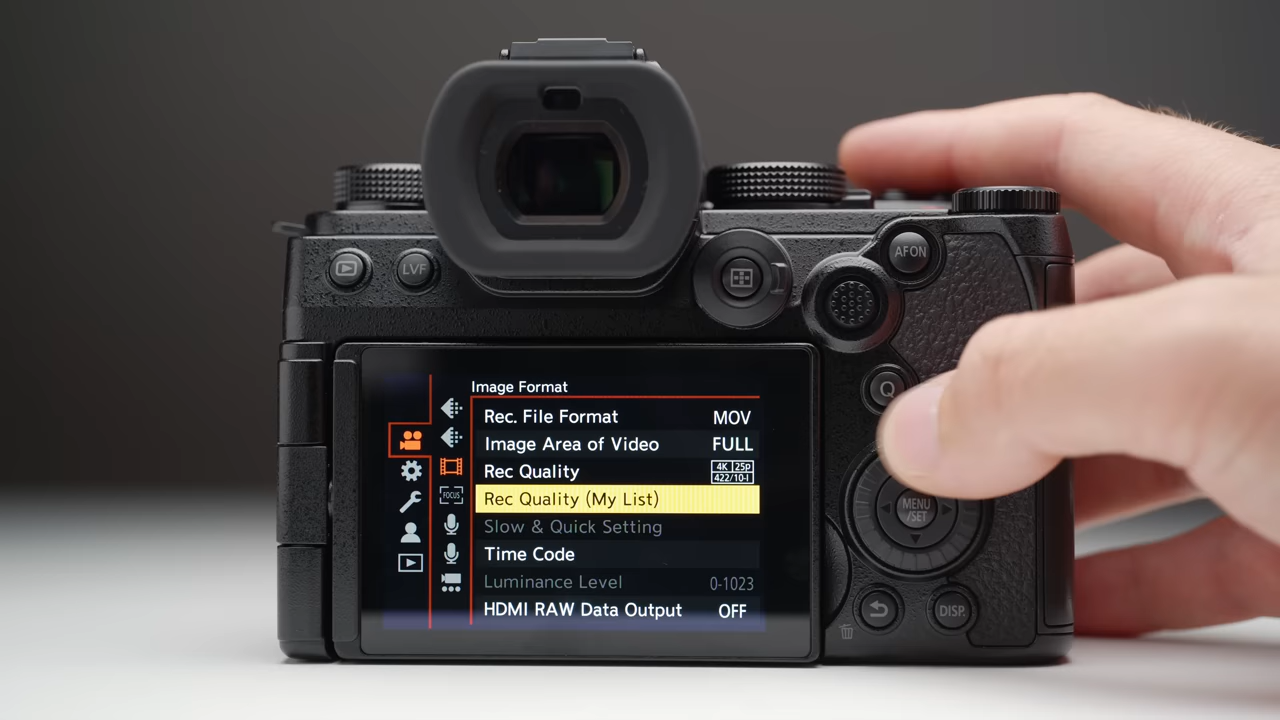 LVF
AFON
Q
MENU
/SET
DISP.
Image Format
Rec. File Format MOV
Image Area of Video FULL
Rec Quality 4K 25p
422/10-I
Rec Quality (My List)
FOCUS
Slow & Quick Setting
Time Code
Luminance Level 0-1023
HDMI RAW Data Output OFF